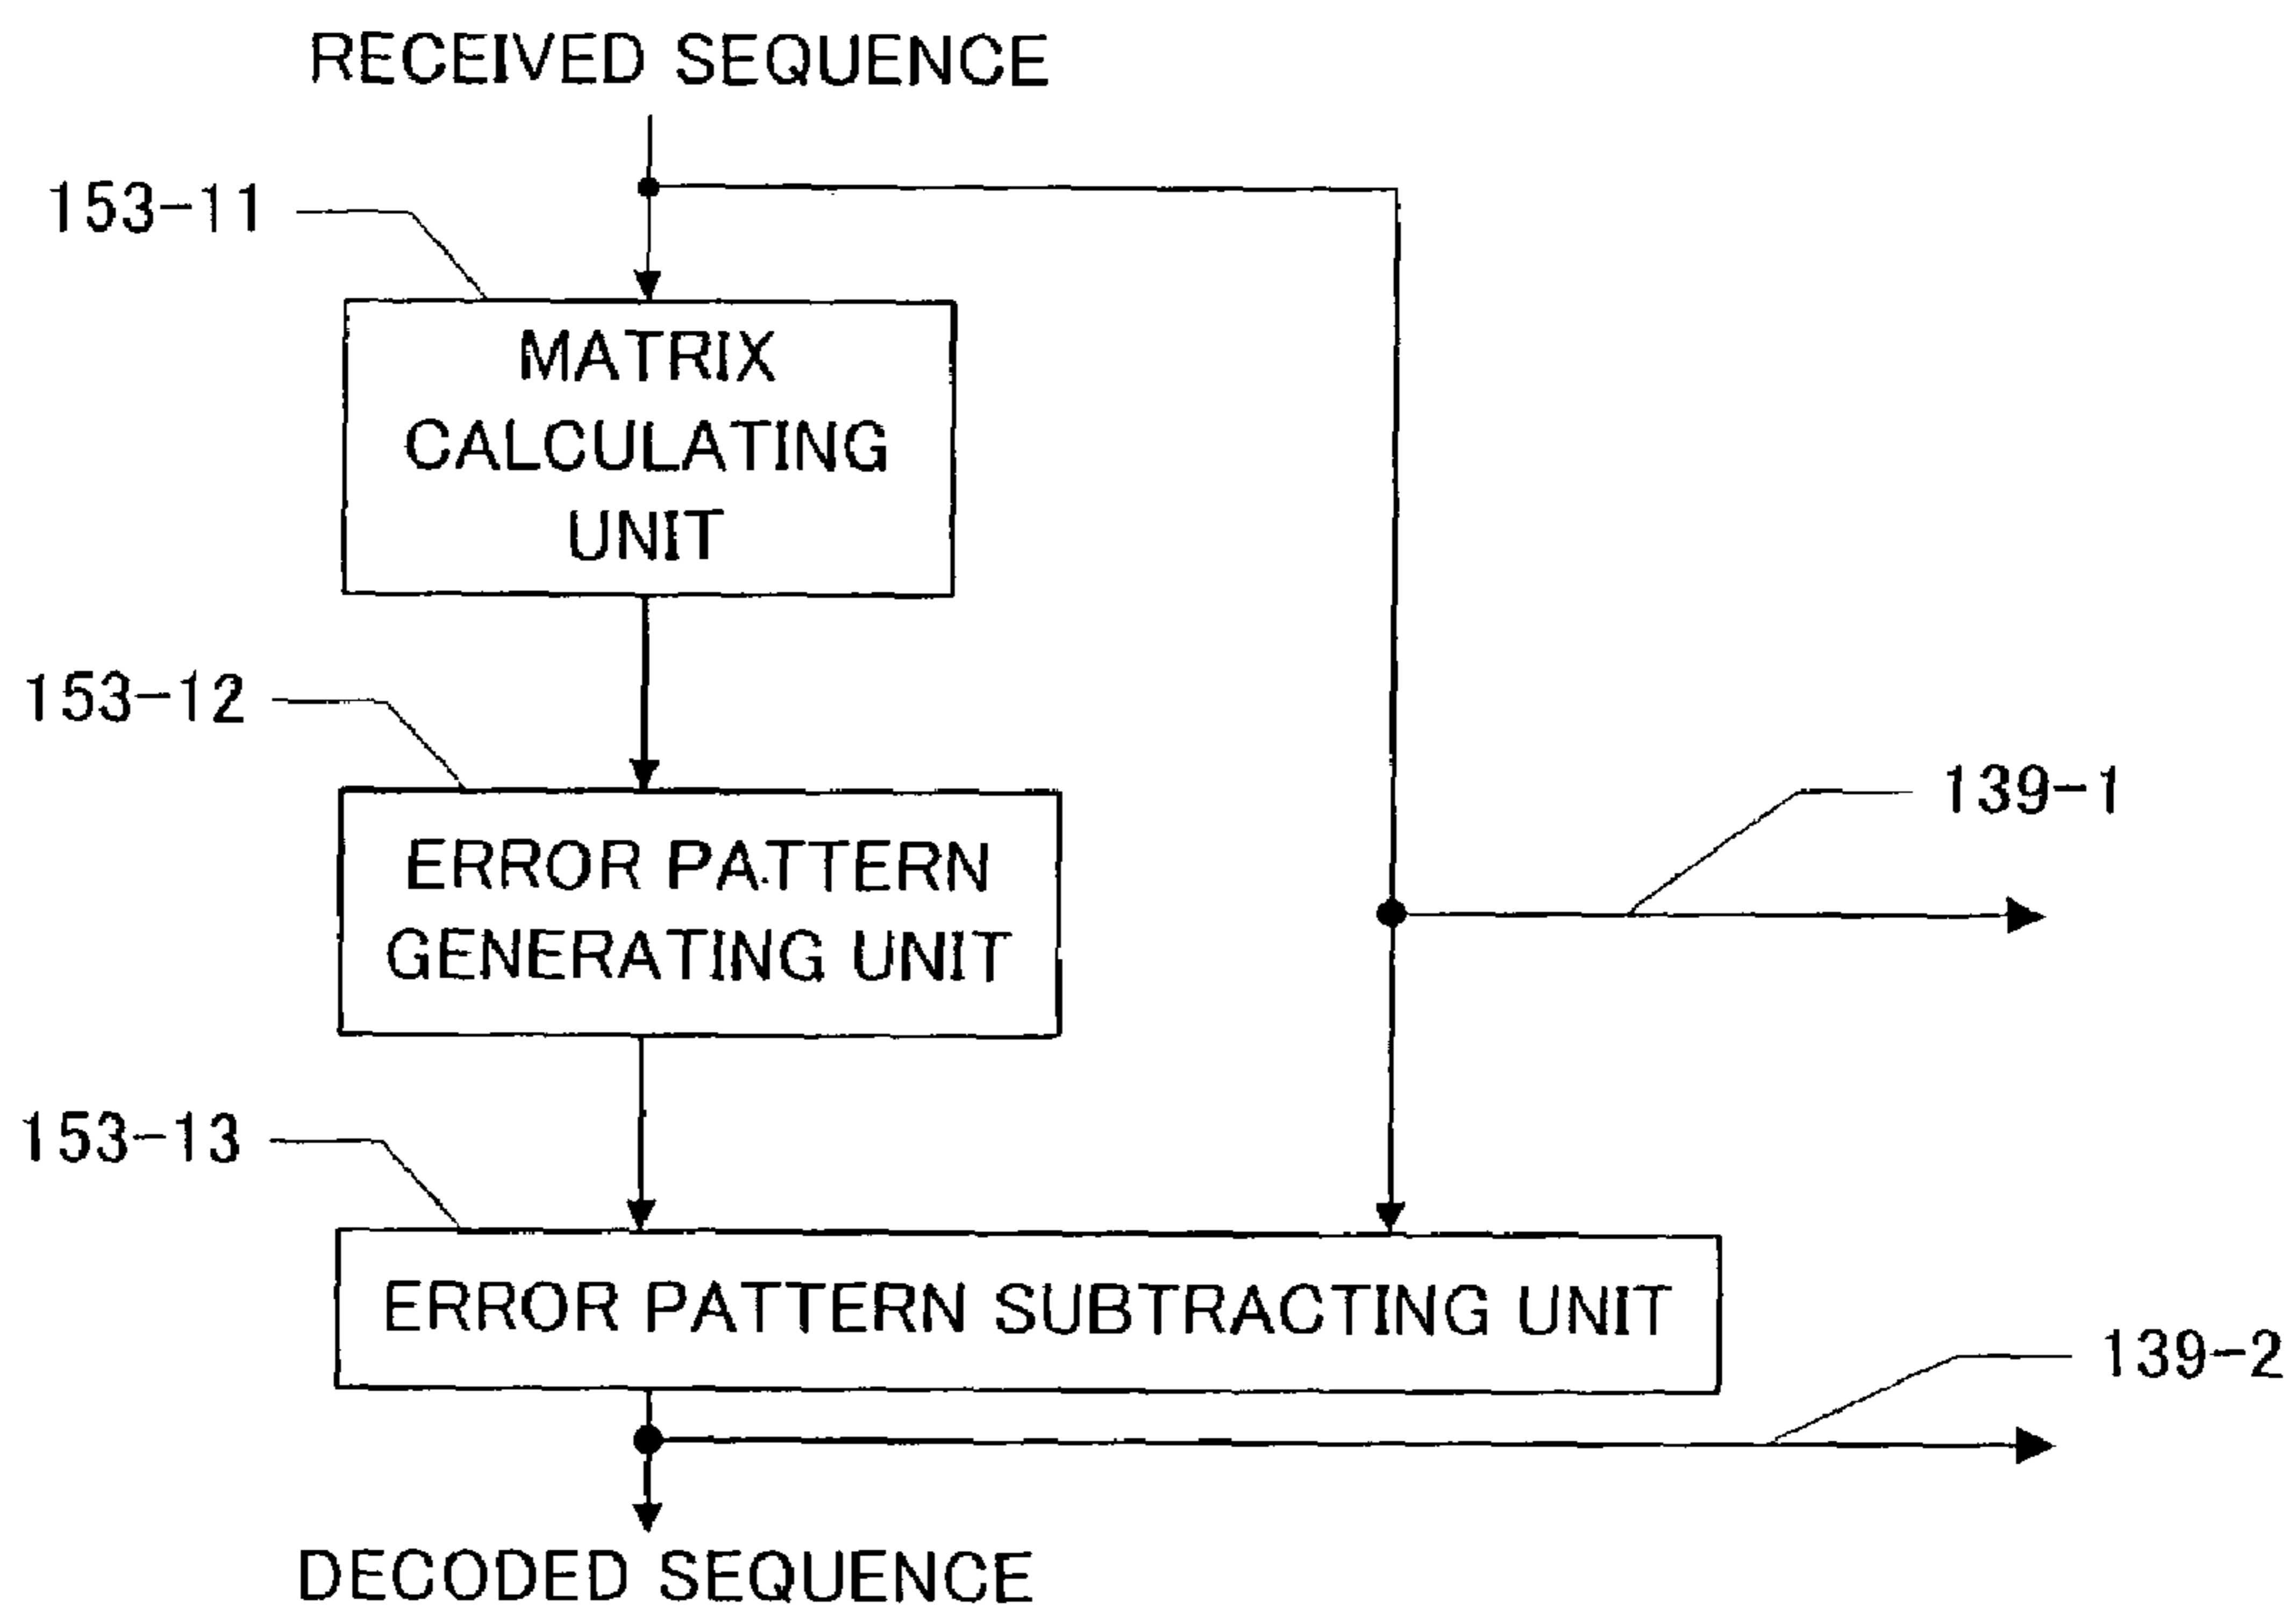 RECEIVED SEQUENCE
153-11
MATRIX
CALCULATING
UNIT
153-12
ERROR PATTERN
GENERATING UNIT
139-1
153-13
ERROR PATTERN SUBTRACTING UNIT
139-2
DECODED SEQUENCE